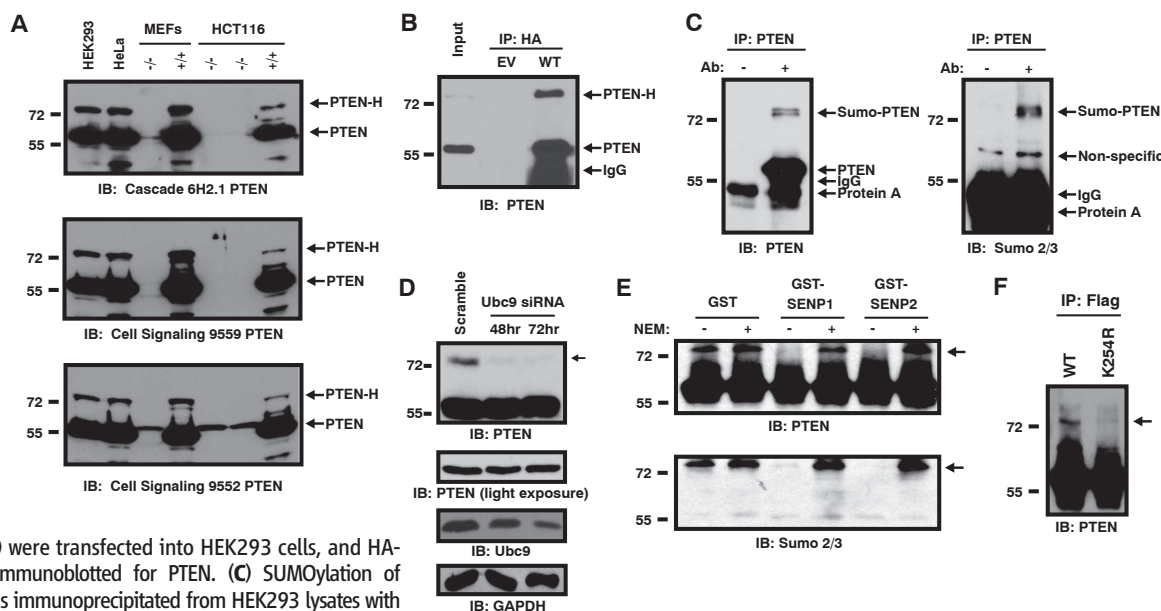 A
HEK293
HeLa
MEFs
HCT116
-/-
+/+
-/-
-/-
+/+
72
55
PTEN-H
PTEN
IB: Cascade 6H2.1 PTEN
72
55
PTEN-H
PTEN
IB: Cell Signaling 9559 PTEN
72
55
PTEN-H
PTEN
IB: Cell Signaling 9552 PTEN
B
Input
IP: HA
EV WT
72
55
PTEN-H
PTEN
IgG
IB: PTEN
C
IP: PTEN
Ab: - +
72
55
Sumo-PTEN
PTEN
IgG
Protein A
IB: PTEN
IP: PTEN
Ab: - +
72
55
Sumo-PTEN
Non-specific
IgG
Protein A
IB: Sumo 2/3
D
Scramble
Ubc9 siRNA
48hr 72hr
72
55
IB: PTEN
IB: PTEN (light exposure)
IB: Ubc9
IB: GAPDH
E
GST
GST-
SENP1
GST-
SENP2
NEM: - + - + - +
72
55
IB: PTEN
72
55
IB: Sumo 2/3
F
IP: Flag
WT
K254R
72
55
IB: PTEN
) were transfected into HEK293 cells, and HA-
mmunoblotted for PTEN. (C) SUMOylation of
s immunoprecipitated from HEK293 lysates with